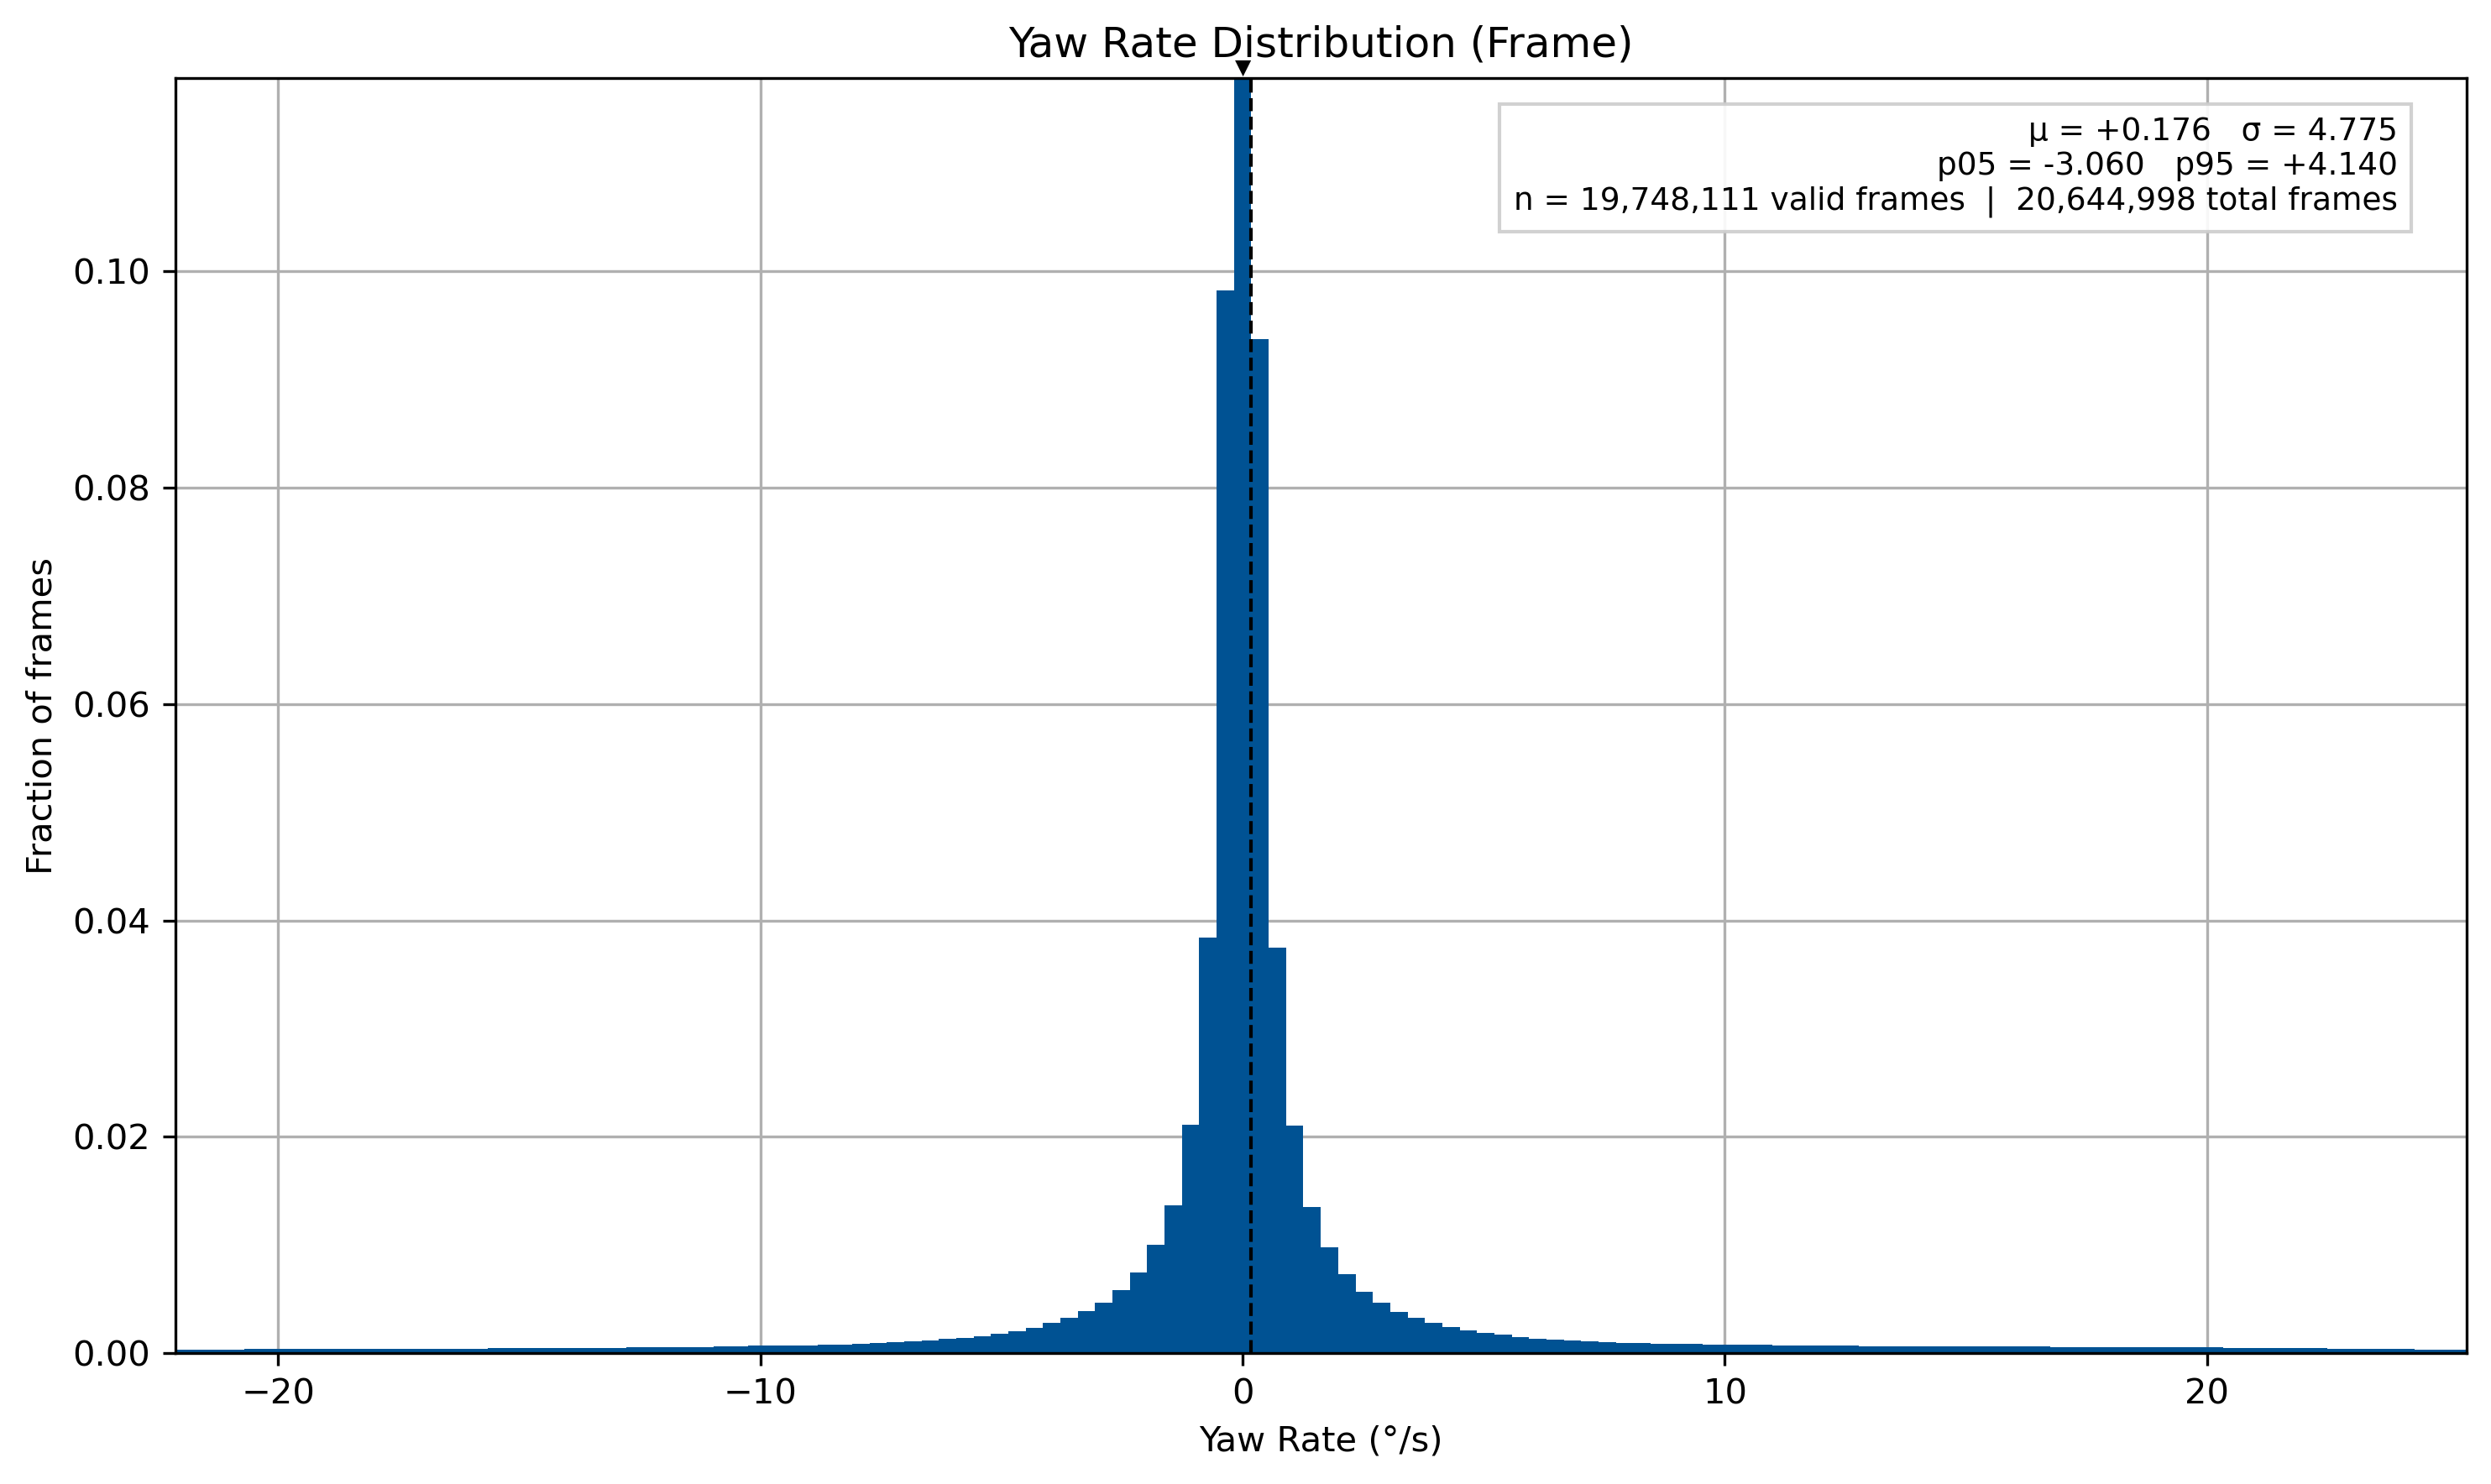 Yaw Rate Distribution (Frame)
μ = +0.176   σ = 4.775
p05 = -3.060   p95 = +4.140
n = 19,748,111 valid frames  |  20,644,998 total frames
Fraction of frames
0.10
0.08
0.06
0.04
0.02
0.00
−20
−10
0
10
20
Yaw Rate (°/s)